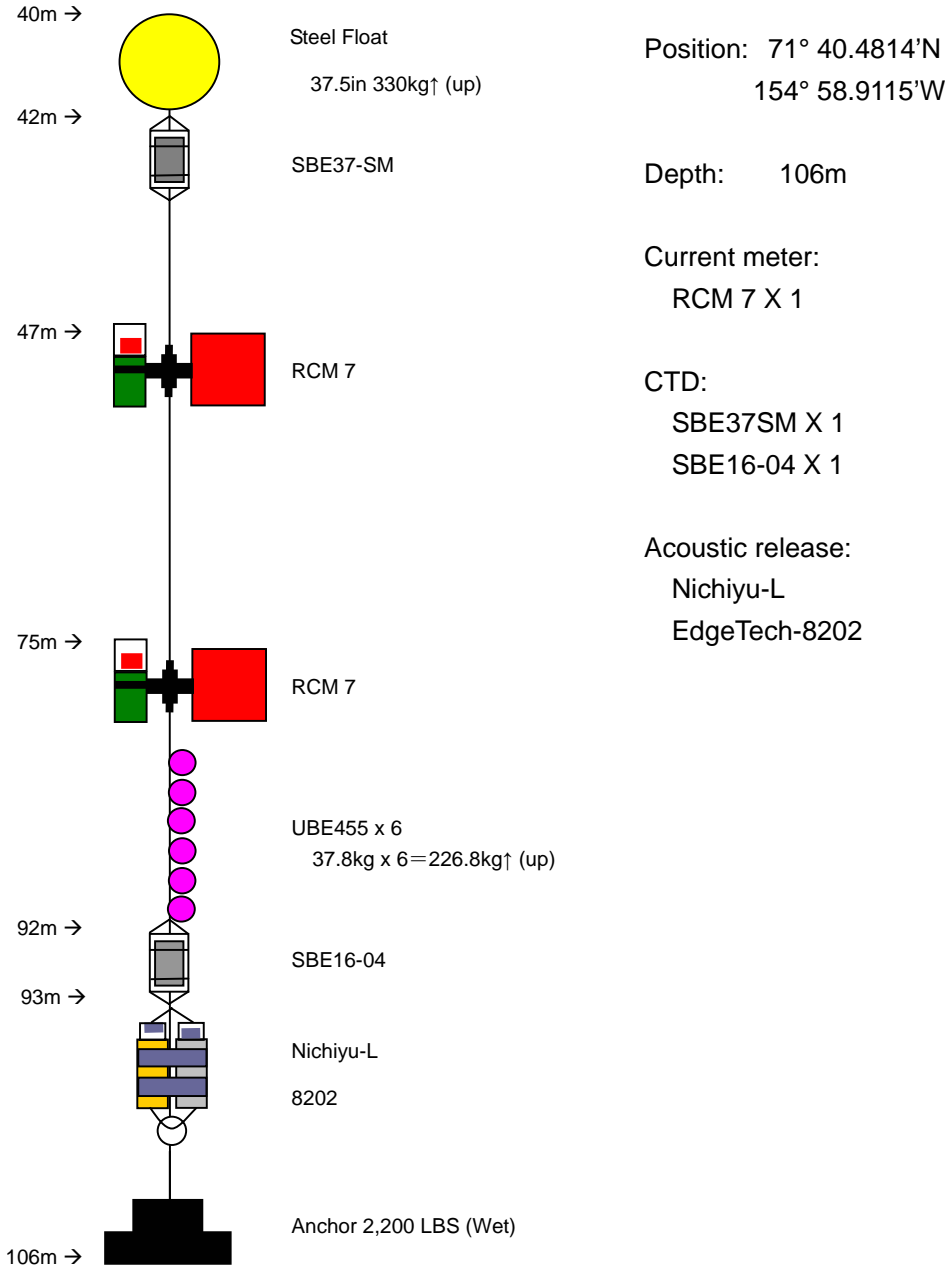 40m →
Steel Float
37.5in 330kg↑ (up)
42m →
SBE37-SM
47m →
RCM 7
75m →
RCM 7
UBE455 x 6
37.8kg x 6＝226.8kg↑ (up)
92m →
SBE16-04
93m →
Nichiyu-L
8202
Anchor 2,200 LBS (Wet)
106m →
Position: 71° 40.4814’N
154° 58.9115’W
Depth: 106m
Current meter:
RCM 7 X 1
CTD:
SBE37SM X 1
SBE16-04 X 1
Acoustic release:
Nichiyu-L
EdgeTech-8202